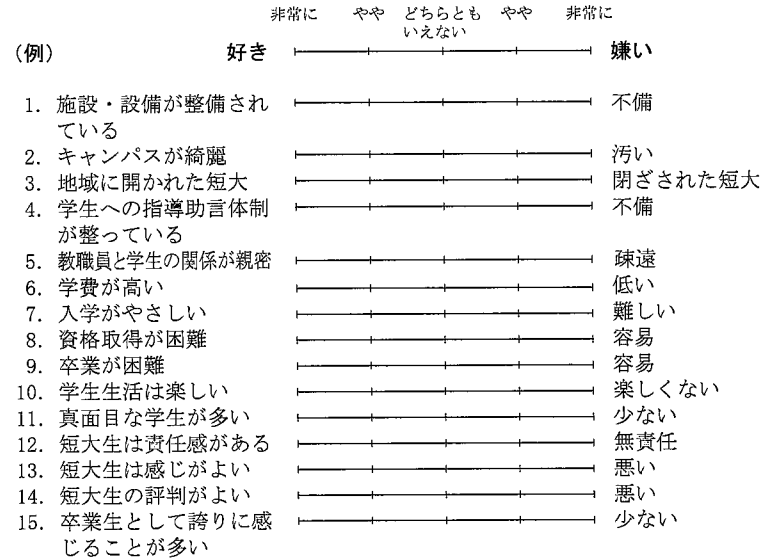 非常に やや どちらとも やや 非常に
いえない
(例) 好き 嫌い
1. 施設・設備が整備され 不備
ている
2. キャンパスが綺麗 汚い
3. 地域に開かれた短大 閉ざされた短大
4. 学生への指導助言体制 不備
が整っている
5. 教職員と学生の関係が親密 疎遠
6. 学費が高い 低い
7. 入学がやさしい 難しい
8. 資格取得が困難 容易
9. 卒業が困難 容易
10. 学生生活は楽しい 楽しくない
11. 真面目な学生が多い 少ない
12. 短大生は責任感がある 無責任
13. 短大生は感じがよい 悪い
14. 短大生の評判がよい 悪い
15. 卒業生として誇りに感 少ない
じることが多い